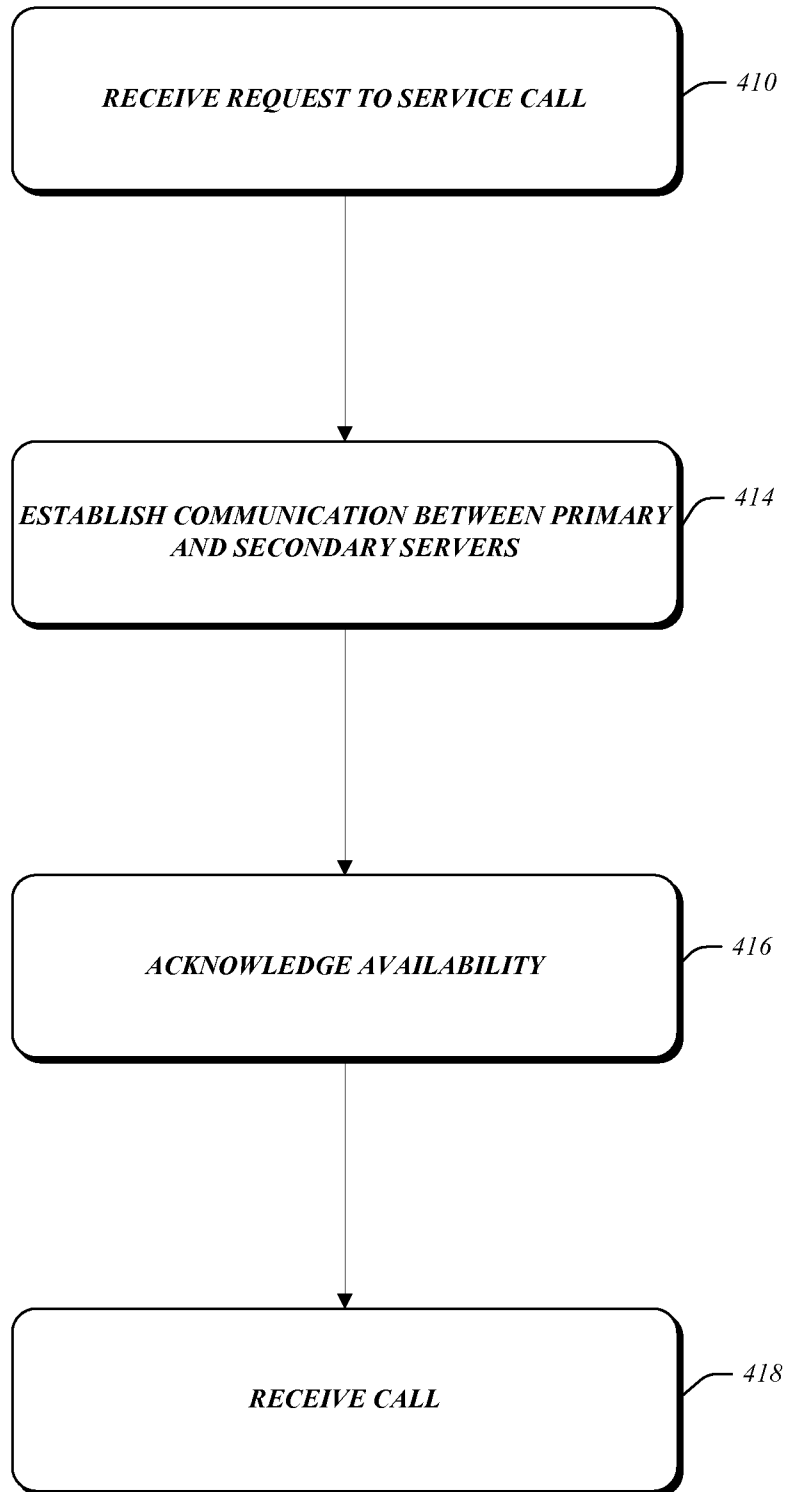 RECEIVE REQUEST TO SERVICE CALL
410
ESTABLISH COMMUNICATION BETWEEN PRIMARY
AND SECONDARY SERVERS
414
ACKNOWLEDGE AVAILABILITY
416
RECEIVE CALL
418